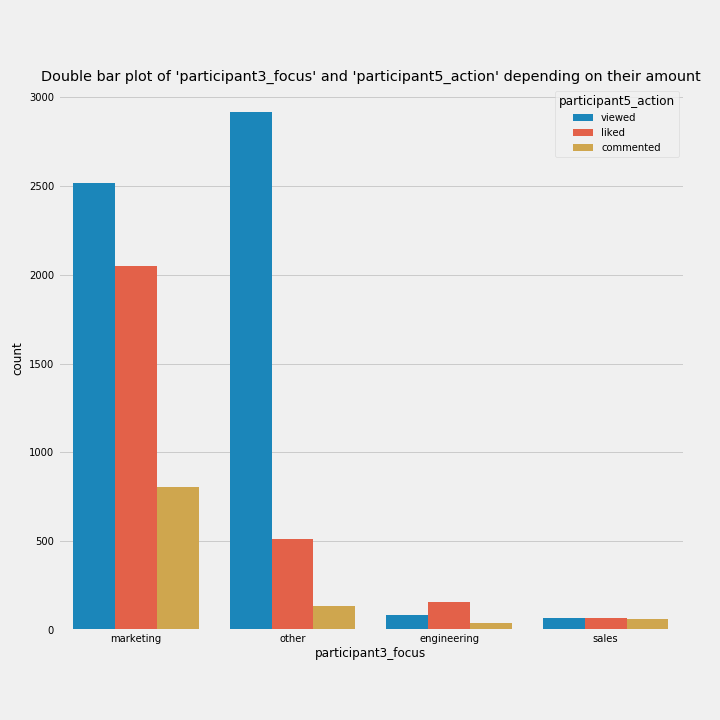 Double bar plot of 'participant3_focus' and 'participant5_action' depending on their amount
participant5_action
viewed
liked
commented
3000
2500
2000
1500
1000
500
0
count
marketing other engineering sales
participant3_focus